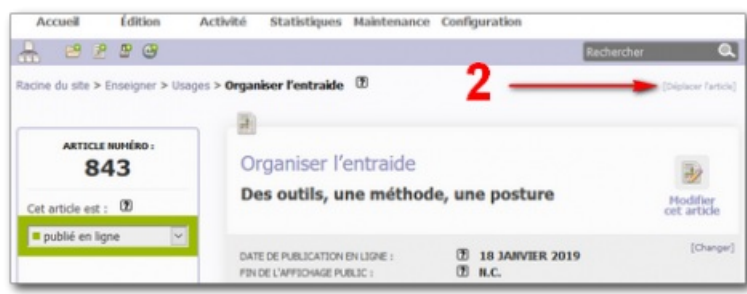 Accueil Édition Activité Statistiques Maintenance Configuration
Rechercher
Racine du site > Enseigner > Usages > Organiser l'entraide
2
[Déplacer l'article]
ARTICLE NUMÉRO :
843
Cet article est :
publié en ligne
Organiser l'entraide
Des outils, une méthode, une posture
Modifier
cet article
DATE DE PUBLICATION EN LIGNE : 18 JANVIER 2019
[Changer]
FIN DE L'AFFICHAGE PUBLIC : N.C.